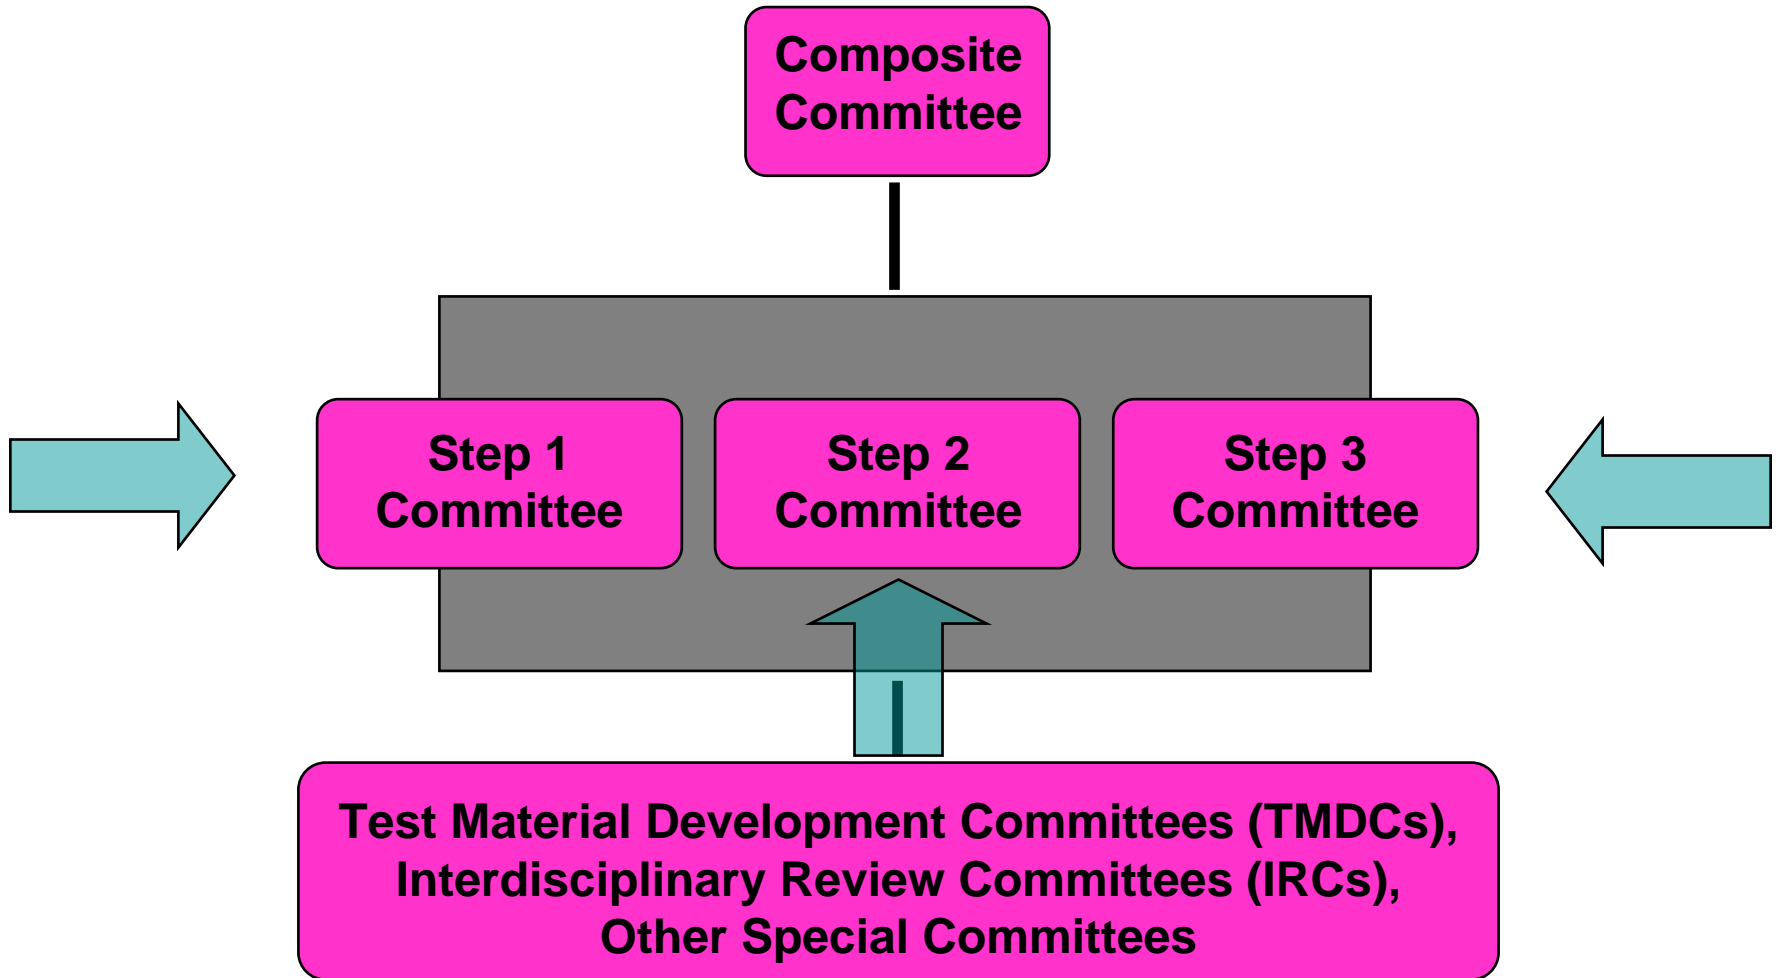 Composite
Committee
Step 1
Committee
Step 2
Committee
Step 3
Committee
Test Material Development Committees (TMDCs),
Interdisciplinary Review Committees (IRCs),
Other Special Committees